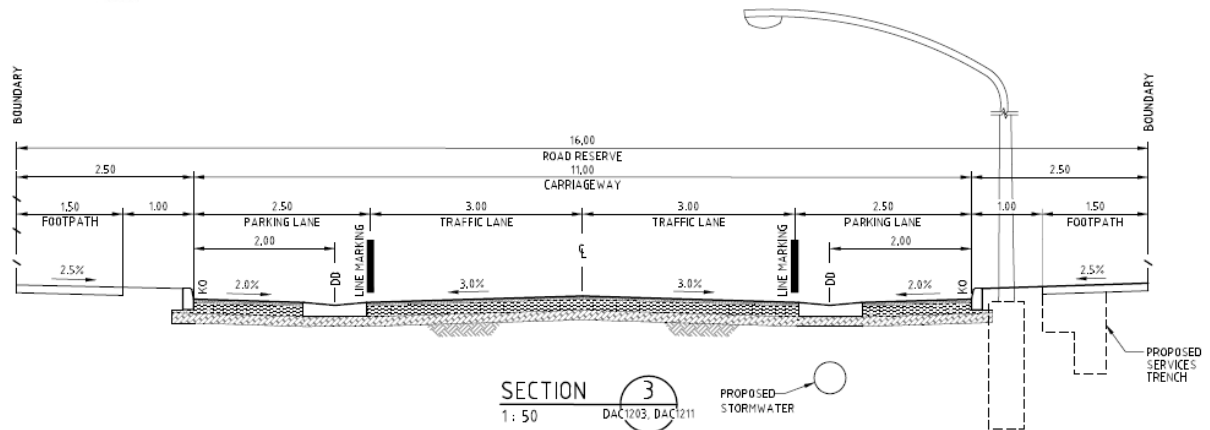 BOUNDARY
BOUNDARY
16.00
ROAD RESERVE
2.50
11.00
2.50
CARRIAGEWAY
1.50
1.00
2.50
3.00
3.00
2.50
1.00
1.50
FOOTPATH
PARKING LANE
TRAFFIC LANE
TRAFFIC LANE
PARKING LANE
FOOTPATH
2.00
LINE MARKING
LINE MARKING
2.00
℄
2.5%
KO
2.0%
DD
3.0%
3.0%
DD
2.0%
KO
2.5%
SECTION
3
1:50
DAC1203, DAC1211
PROPOSED
STORMWATER
PROPOSED
SERVICES
TRENCH